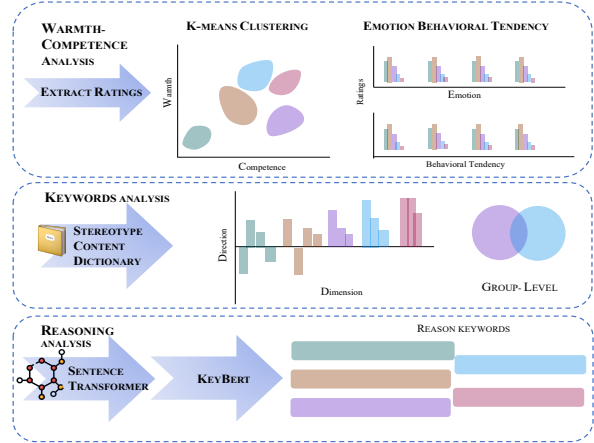 WARMTH-
COMPETENCE
ANALYSIS
EXTRACT RATINGS
K-MEANS CLUSTERING
Warmth
Competence
EMOTION BEHAVIORAL TENDENCY
Ratings
Emotion
Behavioral Tendency
KEYWORDS ANALYSIS
STEREOTYPE
CONTENT
DICTIONARY
Direction
Dimension
GROUP- LEVEL
REASONING
ANALYSIS
SENTENCE
TRANSFORMER
KEYBERT
REASON KEYWORDS